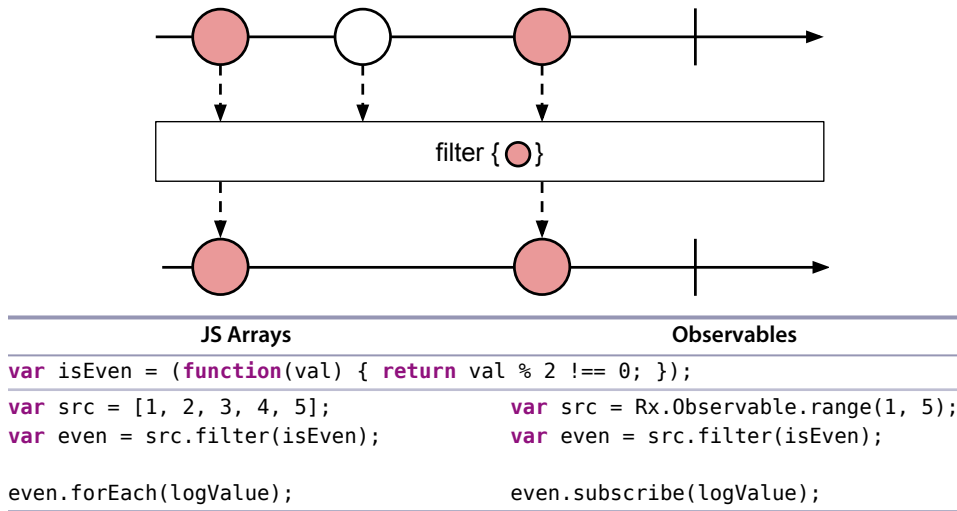 filter { }
JS Arrays
Observables
var isEven = (function(val) { return val % 2 !== 0; });
var src = [1, 2, 3, 4, 5];
var even = src.filter(isEven);
even.forEach(logValue);
var src = Rx.Observable.range(1, 5);
var even = src.filter(isEven);
even.subscribe(logValue);